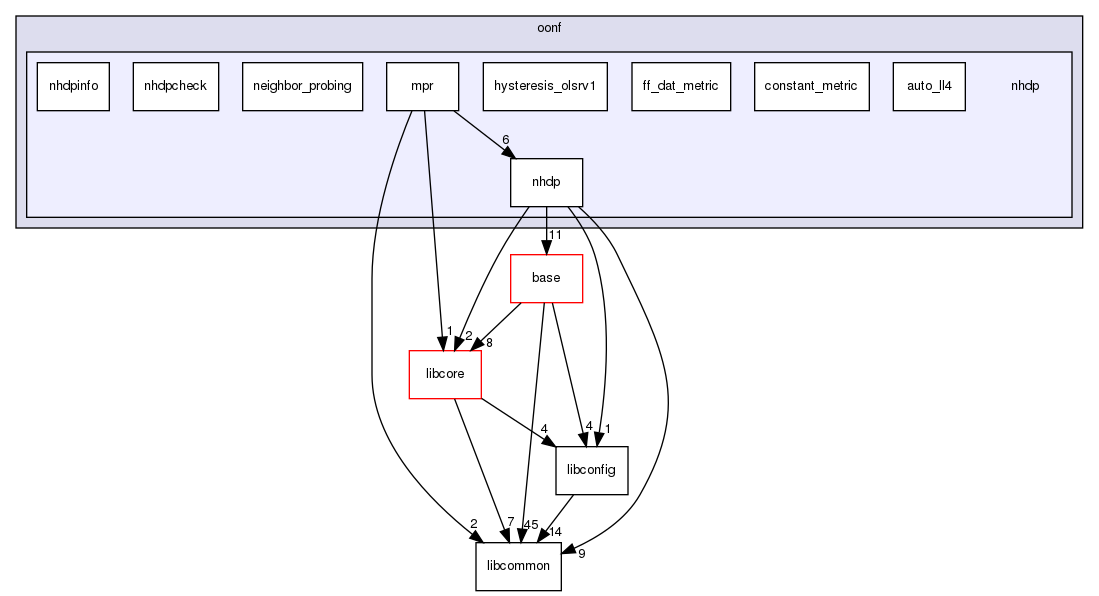 oonf
nhdpinfo
nhdpcheck
neighbor_probing
mpr
hysteresis_olsrv1
ff_dat_metric
constant_metric
auto_ll4
nhdp
6
nhdp
11
base
1
2
8
libcore
4
4
1
libconfig
2
7
45
14
9
libcommon